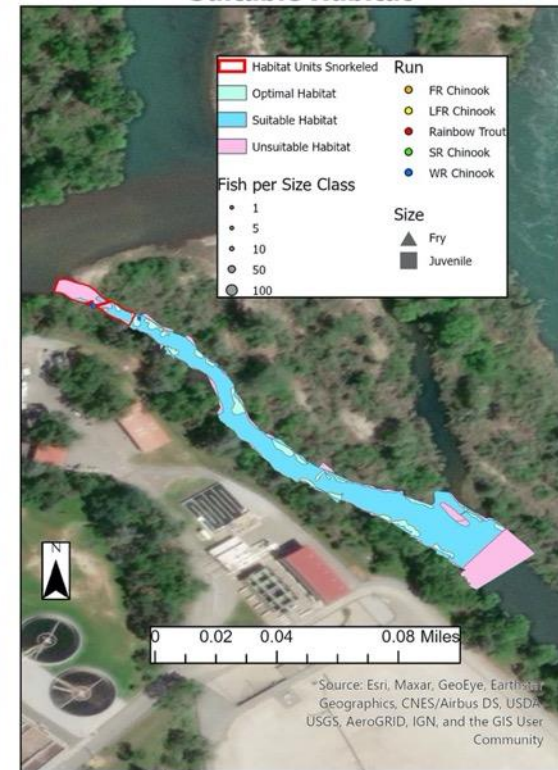 Habitat Units Snorkeled
Optimal Habitat
Suitable Habitat
Unsuitable Habitat
Fish per Size Class
1
5
10
50
100
Run
FR Chinook
LFR Chinook
Rainbow Trout
SR Chinook
WR Chinook
Size
Fry
Juvenile
N
0 0.02 0.04 0.08 Miles
Source: Esri, Maxar, GeoEye, Earthstar
Geographics, CNES/Airbus DS, USDA,
USGS, AeroGRID, IGN, and the GIS User
Community